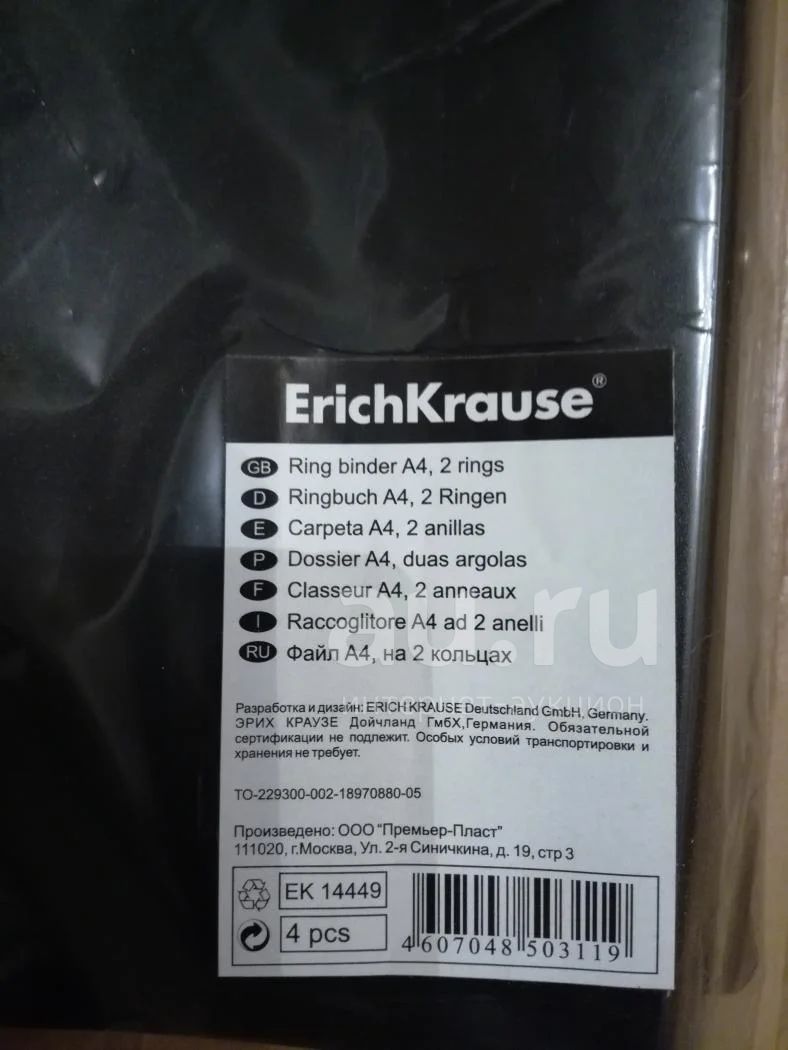 ErichKrause®
GB Ring binder A4, 2 rings
D Ringbuch A4, 2 Ringen
E Carpeta A4, 2 anillas
P Dossier A4, duas argolas
F Classeur A4, 2 anneaux
I Raccoglitore A4 ad 2 anelli
RU Файл А4, на 2 кольцах
au.ru
интернет аукцион
Разработка и дизайн: ERICH KRAUSE Deutschland GmbH, Germany.
ЭРИХ КРАУЗЕ Дойчланд ГмбХ,Германия. Обязательной
сертификации не подлежит. Особых условий транспортировки и
хранения не требует.
ТО-229300-002-18970880-05
Произведено: ООО "Премьер-Пласт"
111020, г.Москва, Ул. 2-я Синичкина, д. 19, стр 3
EK 14449
4 pcs
4 607048 503119